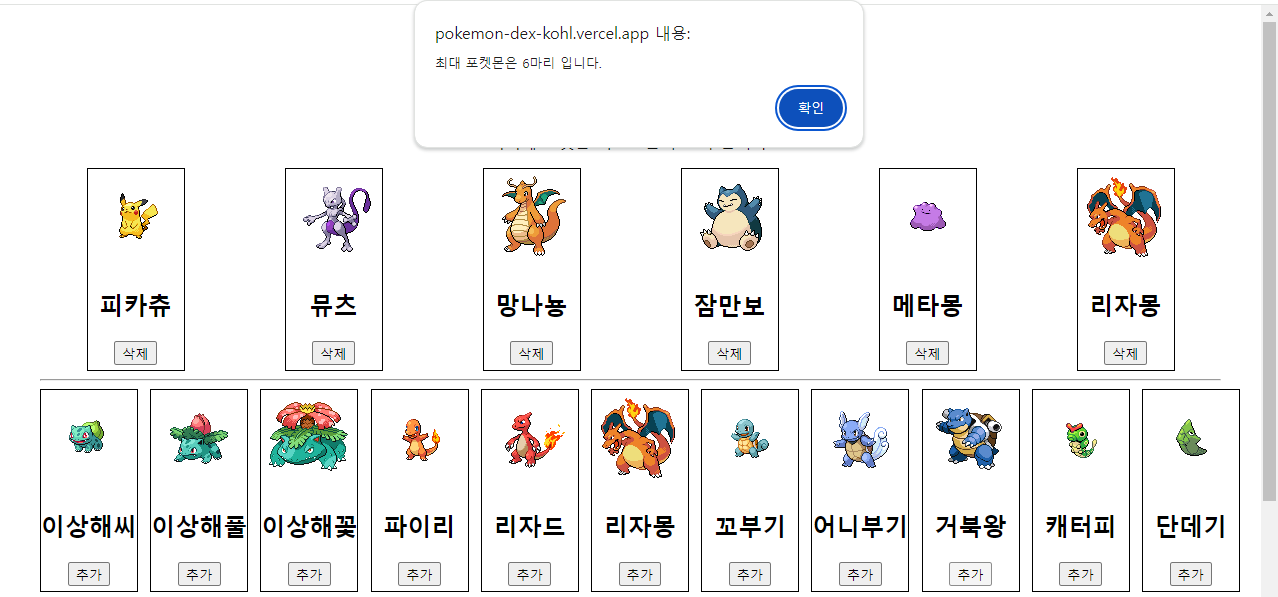 pokemon-dex-kohl.vercel.app 내용:
최대 포켓몬은 6마리 입니다.
확인
피카츄 뮤츠 망나뇽 잠만보 메타몽 리자몽
삭제 삭제 삭제 삭제 삭제 삭제
이상해씨 이상해풀 이상해꽃 파이리 리자드 리자몽 꼬부기 어니부기 거북왕 캐터피 단데기
추가 추가 추가 추가 추가 추가 추가 추가 추가 추가 추가